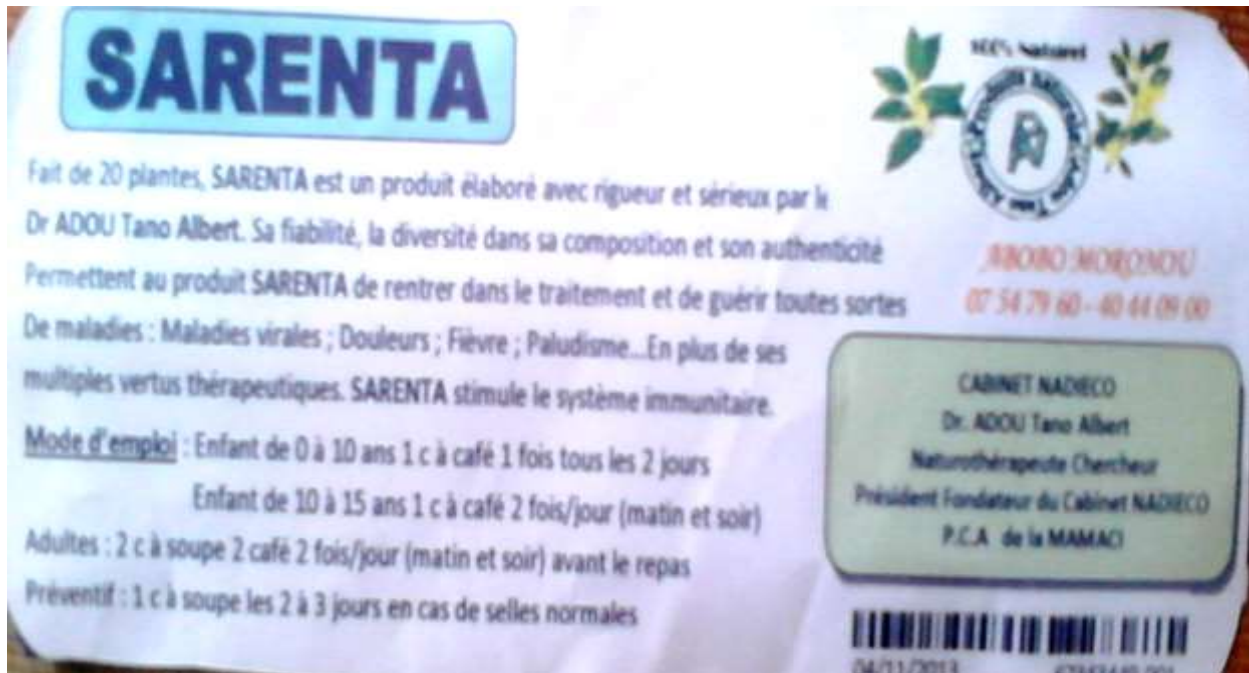 SARENTA
Fait de 20 plantes, SARENTA est un produit élaboré avec rigueur et sérieux par le
Dr ADOU Tano Albert. Sa fiabilité, la diversité dans sa composition et son authenticité
Permettent au produit SARENTA de rentrer dans le traitement et de guérir toutes sortes
De maladies : Maladies virales ; Douleurs ; Fièvre ; Paludisme...En plus de ses
multiples vertus thérapeutiques. SARENTA stimule le système immunitaire.
Mode d'emploi : Enfant de 0 à 10 ans 1 c à café 1 fois tous les 2 jours
Enfant de 10 à 15 ans 1 c à café 2 fois/jour (matin et soir)
Adultes : 2 c à soupe 2 café 2 fois/jour (matin et soir) avant le repas
Préventif : 1 c à soupe les 2 à 3 jours en cas de selles normales
100% Naturel
Produits naturels Adou Tano Albert
ABOBO MORONOU
07 54 79 60 - 40 44 09 00
CABINET NADIECO
Dr. ADOU Tano Albert
Naturothérapeute Chercheur
Président Fondateur du Cabinet NADIECO
P.C.A de la MAMACI
04/11/2013